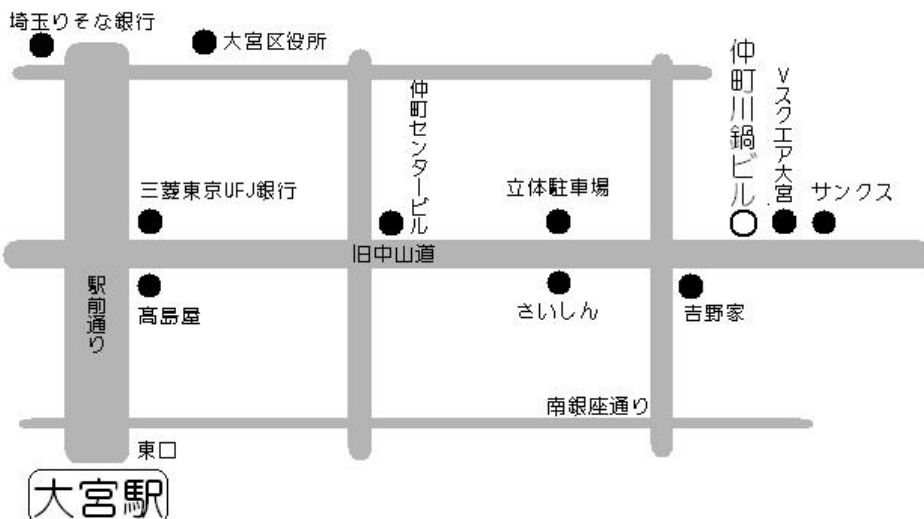 埼玉りそな銀行
大宮区役所
仲町センタービル
仲町川鍋ビル
Vスクエア大宮
サンクス
三菱東京UFJ銀行
立体駐車場
旧中山道
駅前通り
髙島屋
さいしん
吉野家
南銀座通り
東口
大宮駅